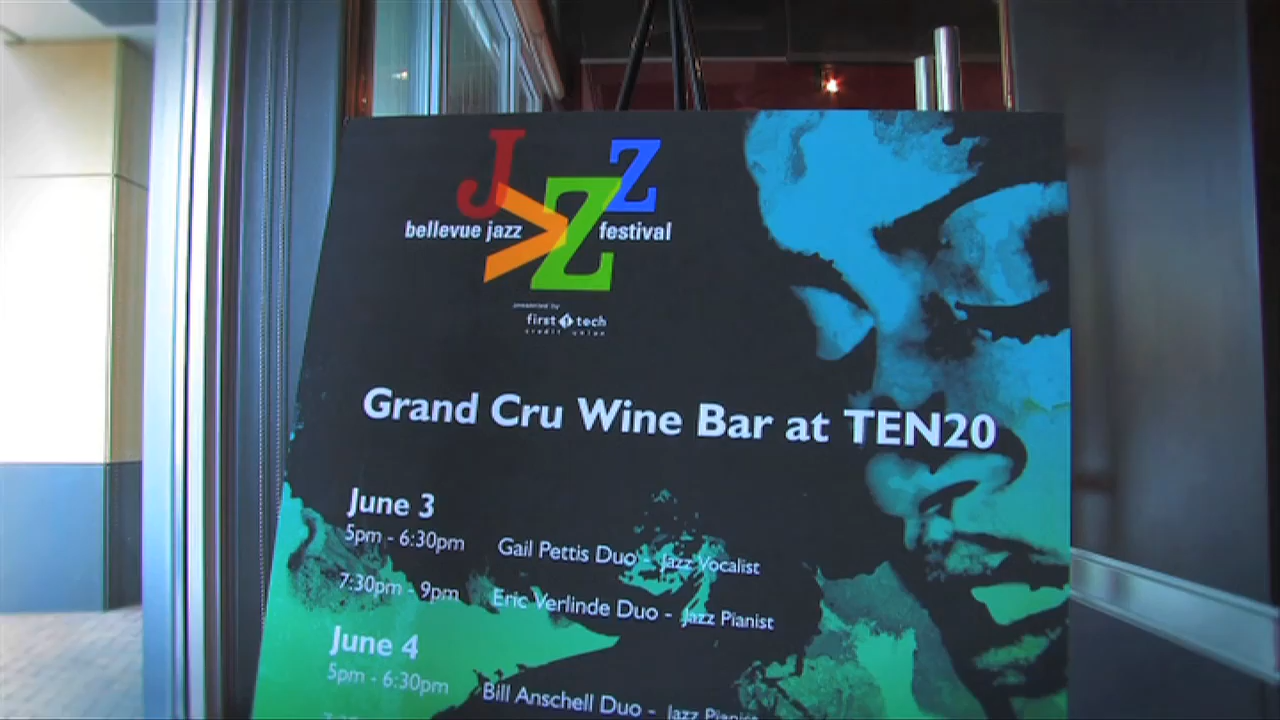 JAZZ
bellevue jazz festival
presented by
first tech
credit union
Grand Cru Wine Bar at TEN20
June 3
5pm - 6:30pm Gail Pettis Duo - Jazz Vocalist
7:30pm - 9pm Eric Verlinde Duo - Jazz Pianist
June 4
5pm - 6:30pm Bill Anschell Duo - Jazz Pianist